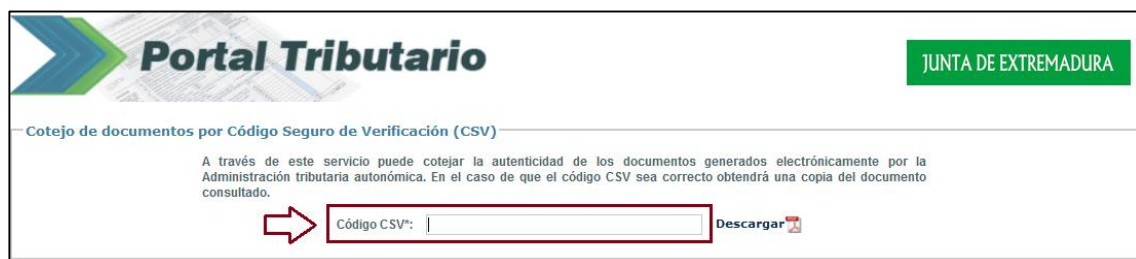 Portal Tributario
JUNTA DE EXTREMADURA
Cotejo de documentos por Código Seguro de Verificación (CSV)
A través de este servicio puede cotejar la autenticidad de los documentos generados electrónicamente por la
Administración tributaria autonómica. En el caso de que el código CSV sea correcto obtendrá una copia del documento
consultado.
Código CSV*:
Descargar